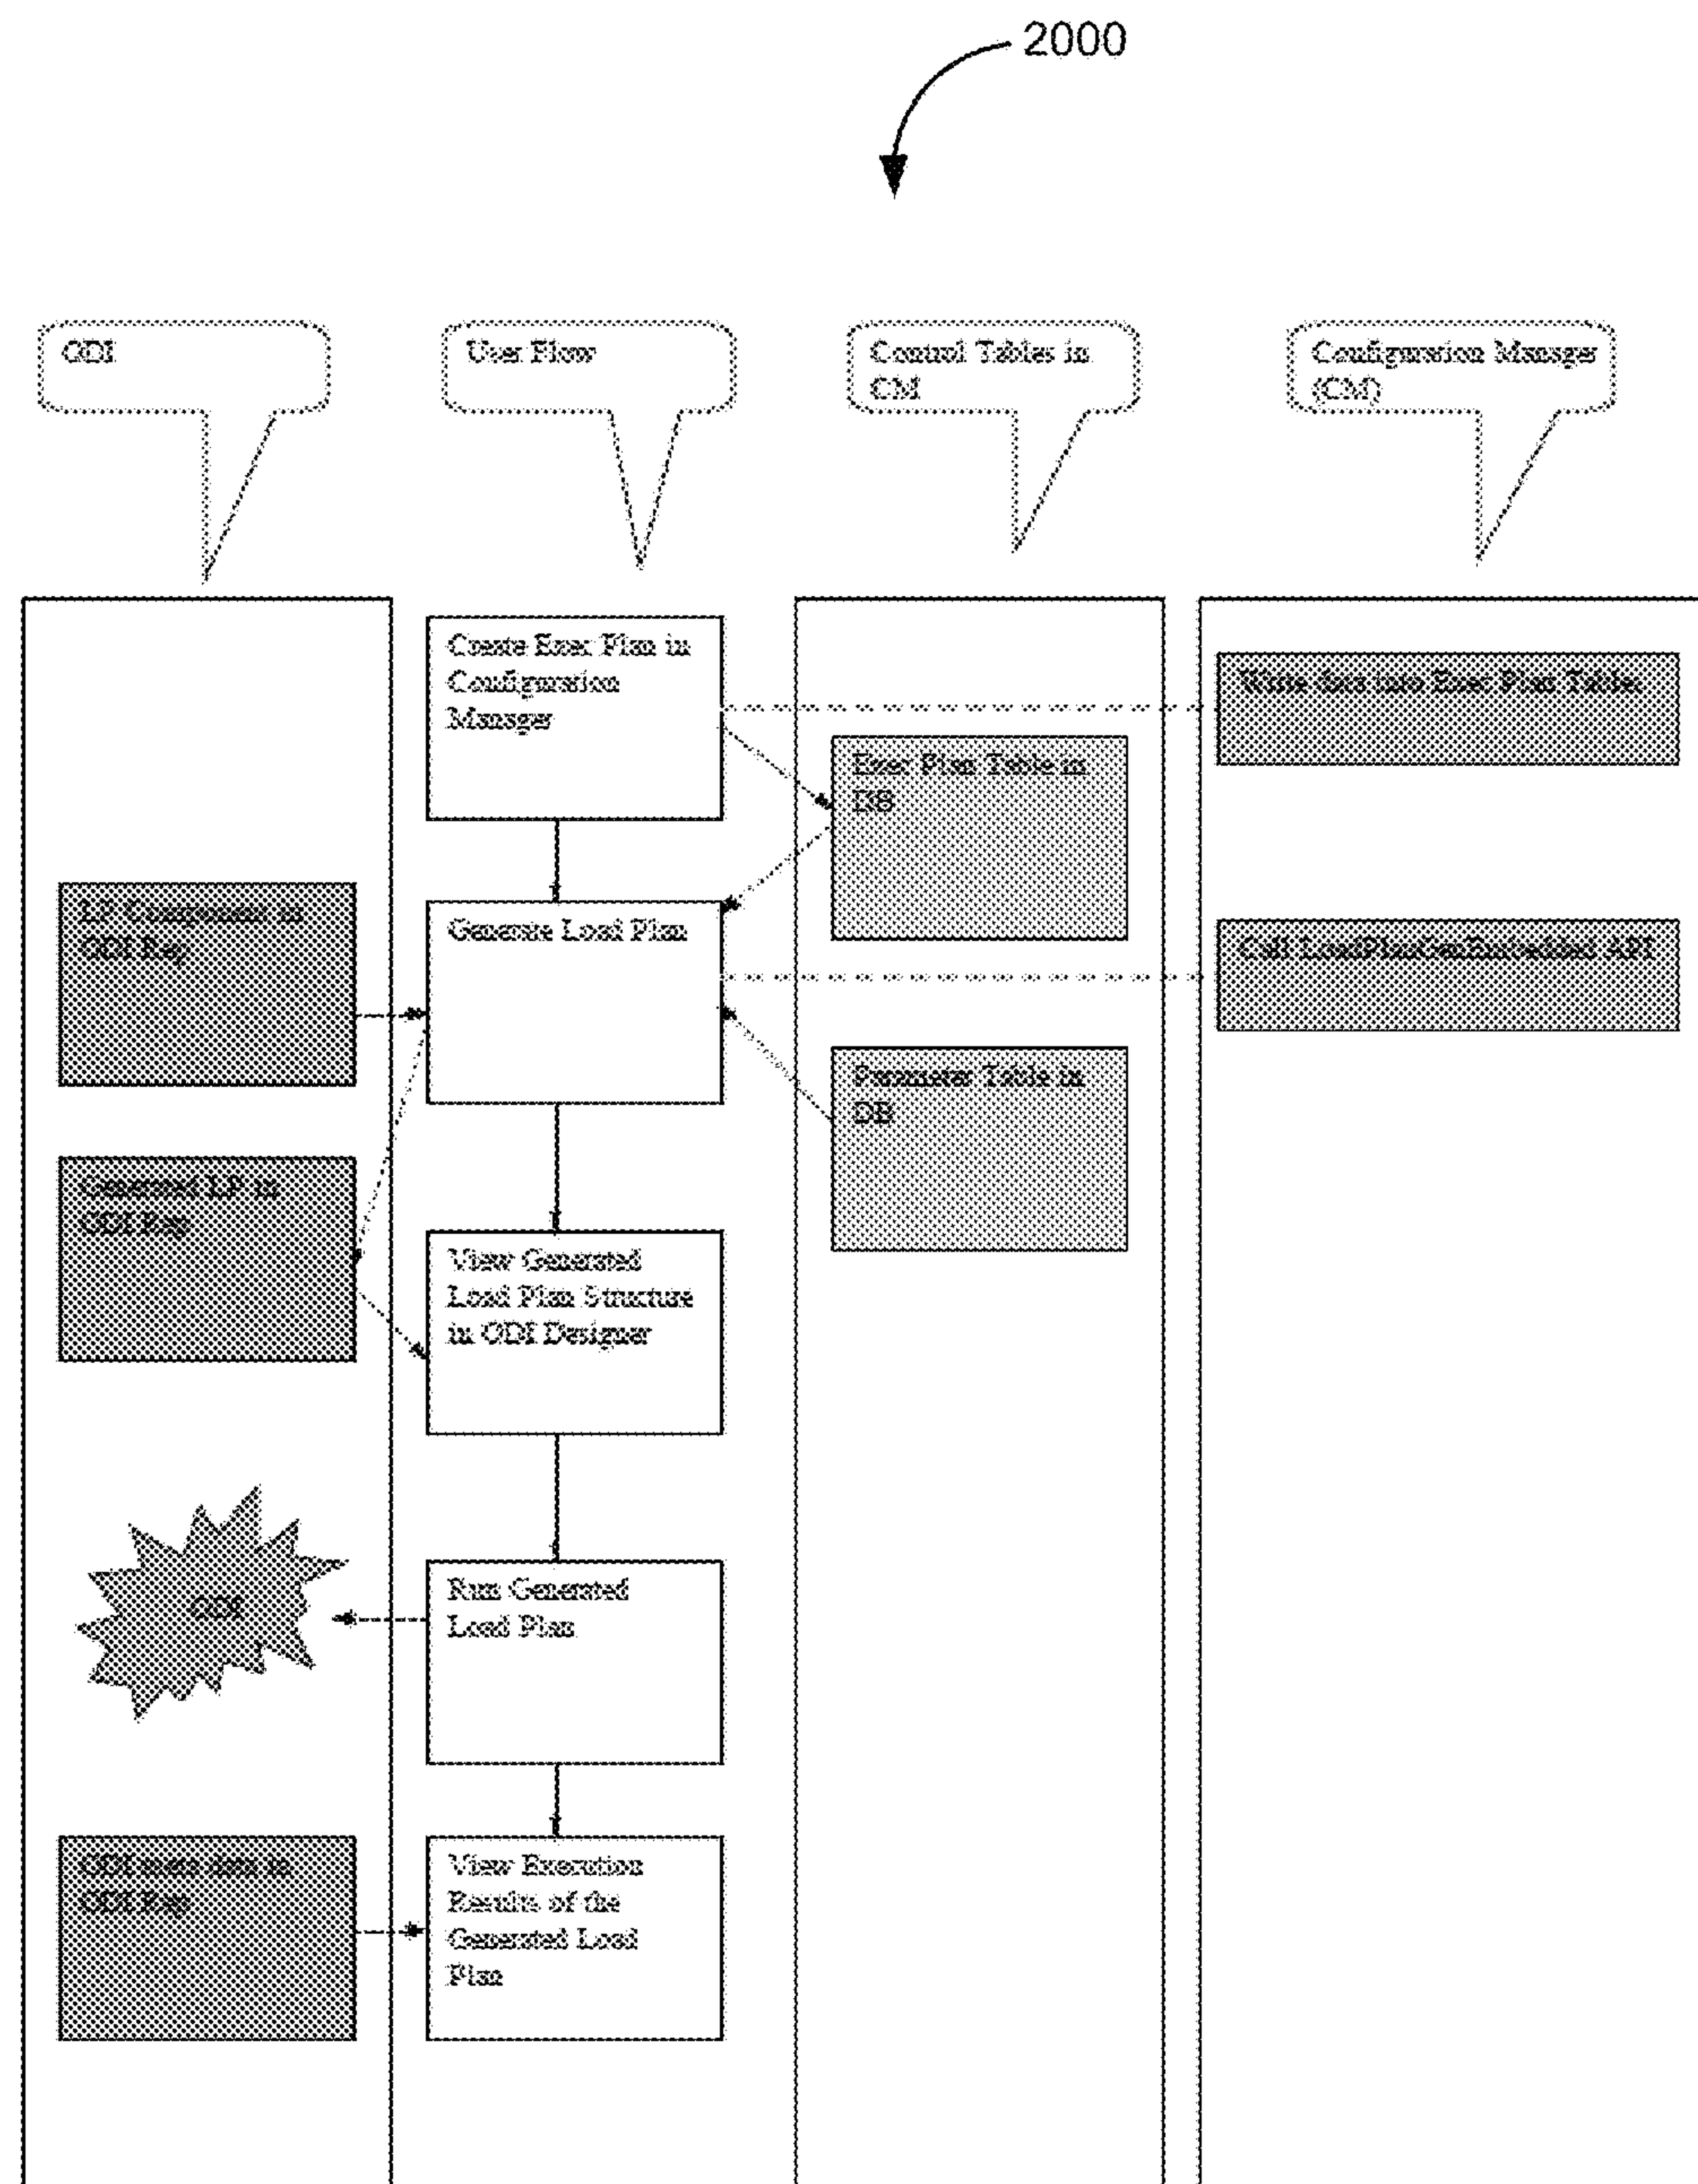 2000
ODI
User Flow
Control Tables in
CM
Configuration Manager
(CM)
Create Exec Plan in
Configuration
Manager
Write data into Exec Plan Tables
Exec Plan Table in
DB
LP Component in
ODI Rep
Generate Load Plan
Call LoadPlanGenEmbedded API
Parameter Table in
DB
Generated LP in
ODI Rep
View Generated
Load Plan Structure
in ODI Designer
ODI
Run Generated
Load Plan
ODI meta data in
ODI Rep
View Execution
Results of the
Generated Load
Plan